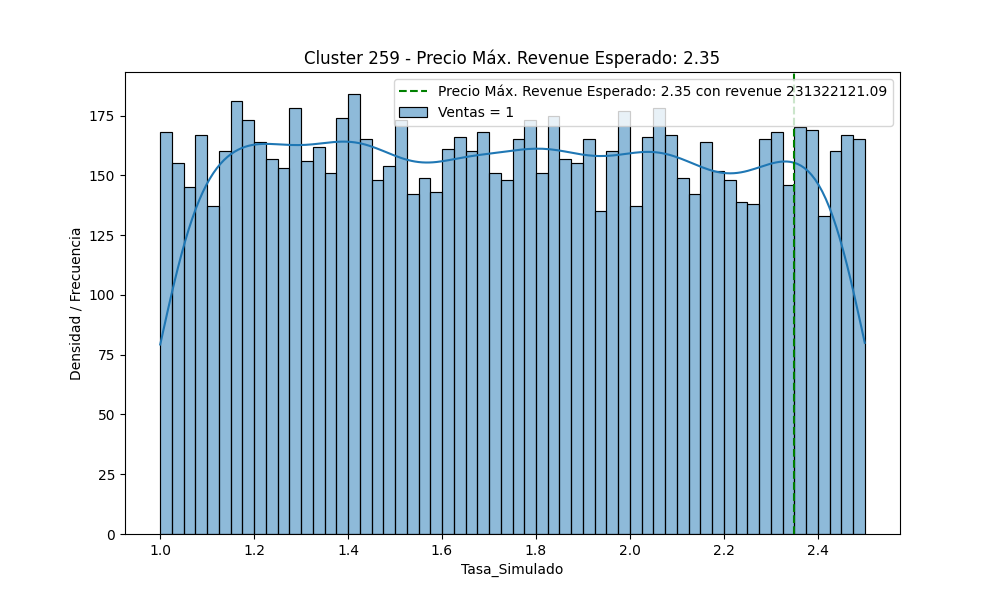 Cluster 259 - Precio Máx. Revenue Esperado: 2.35
Precio Máx. Revenue Esperado: 2.35 con revenue 231322121.09
Ventas = 1
Densidad / Frecuencia
175
150
125
100
75
50
25
0
1.0 1.2 1.4 1.6 1.8 2.0 2.2 2.4
Tasa_Simulado